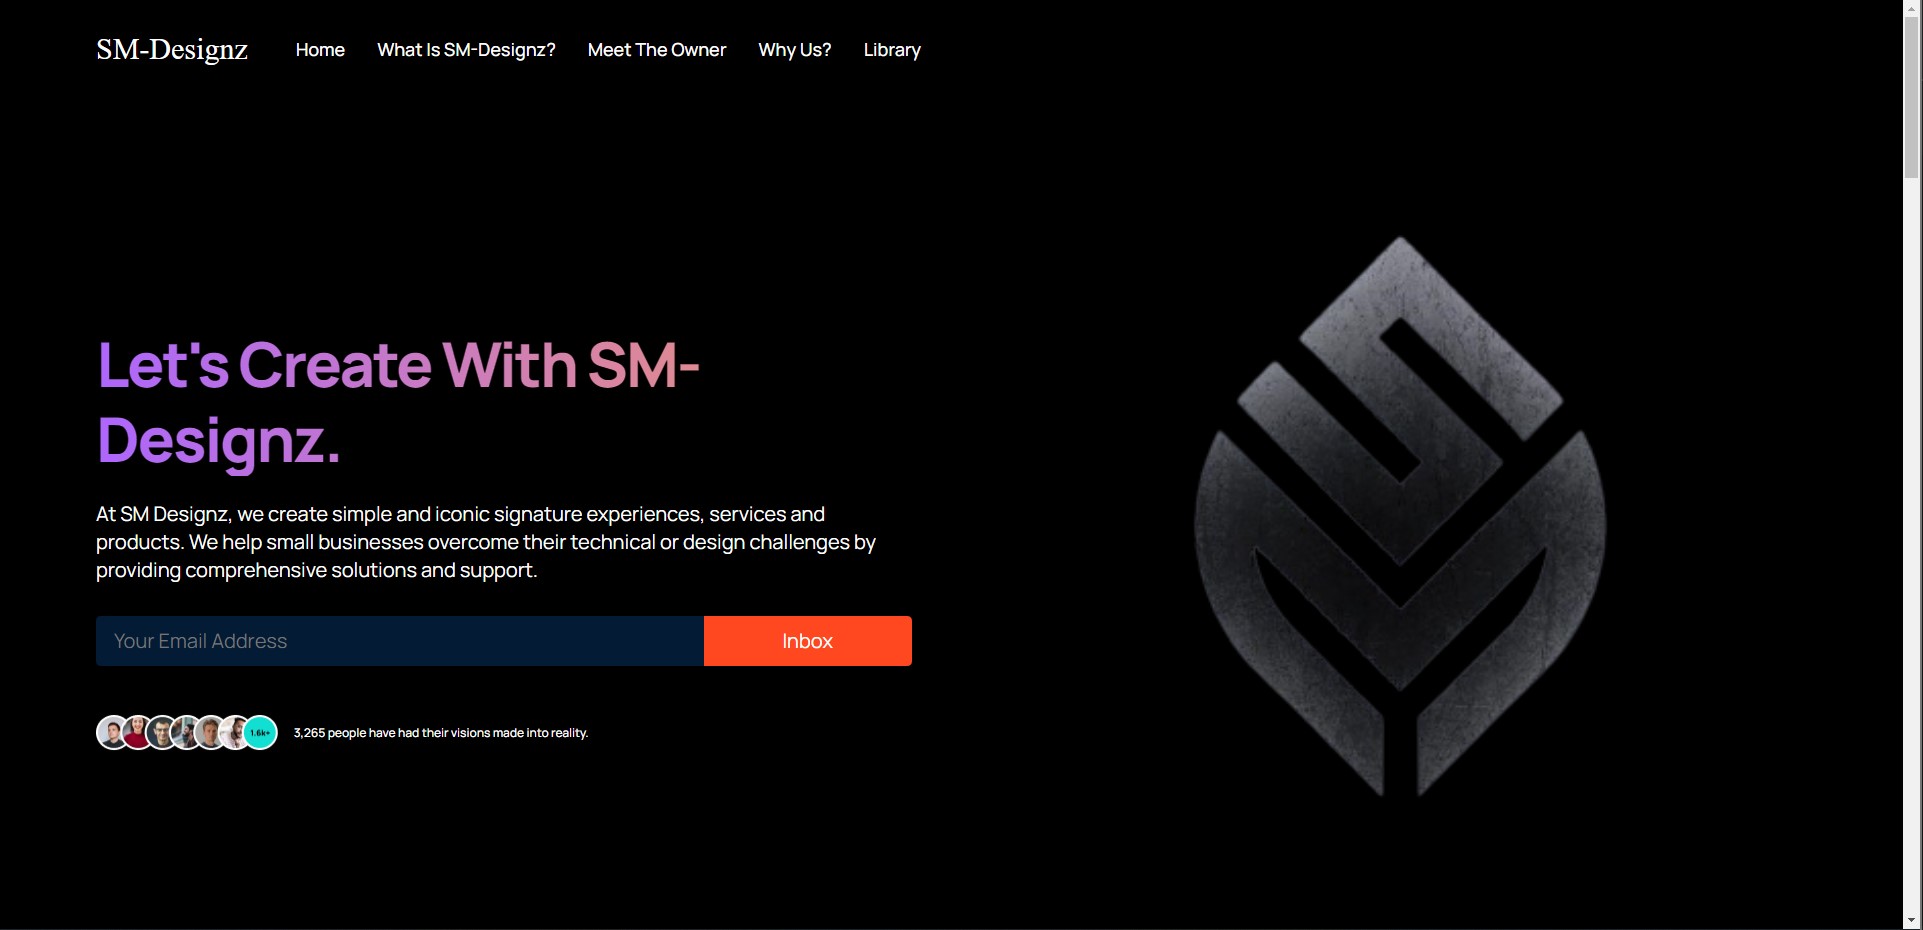 SM-Designz
Home
What Is SM-Designz?
Meet The Owner
Why Us?
Library
Let's Create With SM-
Designz.
At SM Designz, we create simple and iconic signature experiences, services and
products. We help small businesses overcome their technical or design challenges by
providing comprehensive solutions and support.
Your Email Address
Inbox
1.6k+
3,265 people have had their visions made into reality.